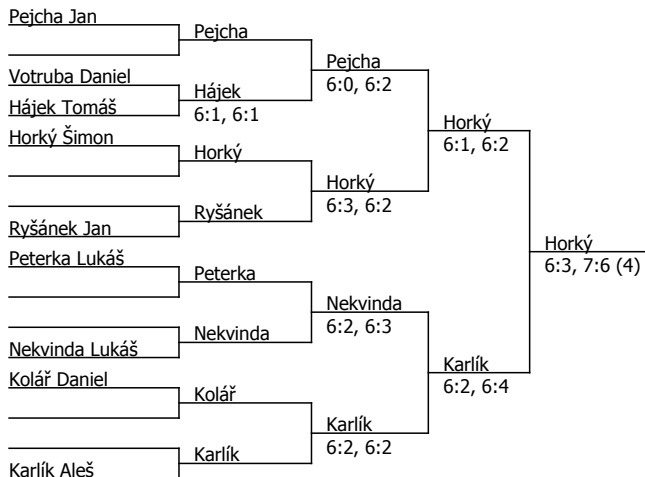 Pejcha Jan
Pejcha
Pejcha
6:0, 6:2
Votruba Daniel
Hájek
6:1, 6:1
Hájek Tomáš
Horký
6:1, 6:2
Horký Šimon
Horký
Horký
6:3, 6:2
Ryšánek
Ryšánek Jan
Horký
6:3, 7:6 (4)
Peterka Lukáš
Peterka
Nekvinda
6:2, 6:3
Nekvinda
Nekvinda Lukáš
Karlík
6:2, 6:4
Kolář Daniel
Kolář
Karlík
6:2, 6:2
Karlík
Karlík Aleš